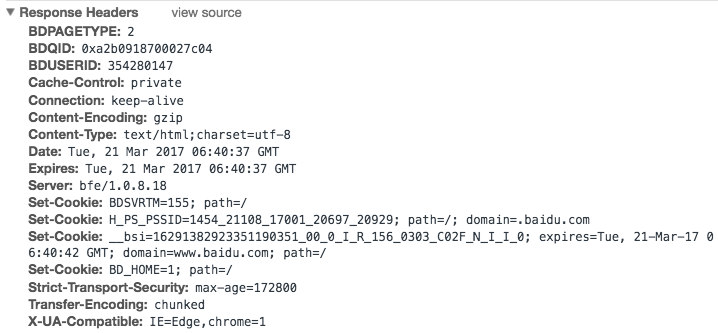 ▼ Response Headers view source
BDPAGETYPE: 2
BDQID: 0xa2b0918700027c04
BDUSERID: 354280147
Cache-Control: private
Connection: keep-alive
Content-Encoding: gzip
Content-Type: text/html;charset=utf-8
Date: Tue, 21 Mar 2017 06:40:37 GMT
Expires: Tue, 21 Mar 2017 06:40:37 GMT
Server: bfe/1.0.8.18
Set-Cookie: BDSVRTM=155; path=/
Set-Cookie: H_PS_PSSID=1454_21108_17001_20697_20929; path=/; domain=.baidu.com
Set-Cookie: __bsi=16291382923351190351_00_0_I_R_156_0303_C02F_N_I_I_0; expires=Tue, 21-Mar-17 0
6:40:42 GMT; domain=www.baidu.com; path=/
Set-Cookie: BD_HOME=1; path=/
Strict-Transport-Security: max-age=172800
Transfer-Encoding: chunked
X-UA-Compatible: IE=Edge,chrome=1